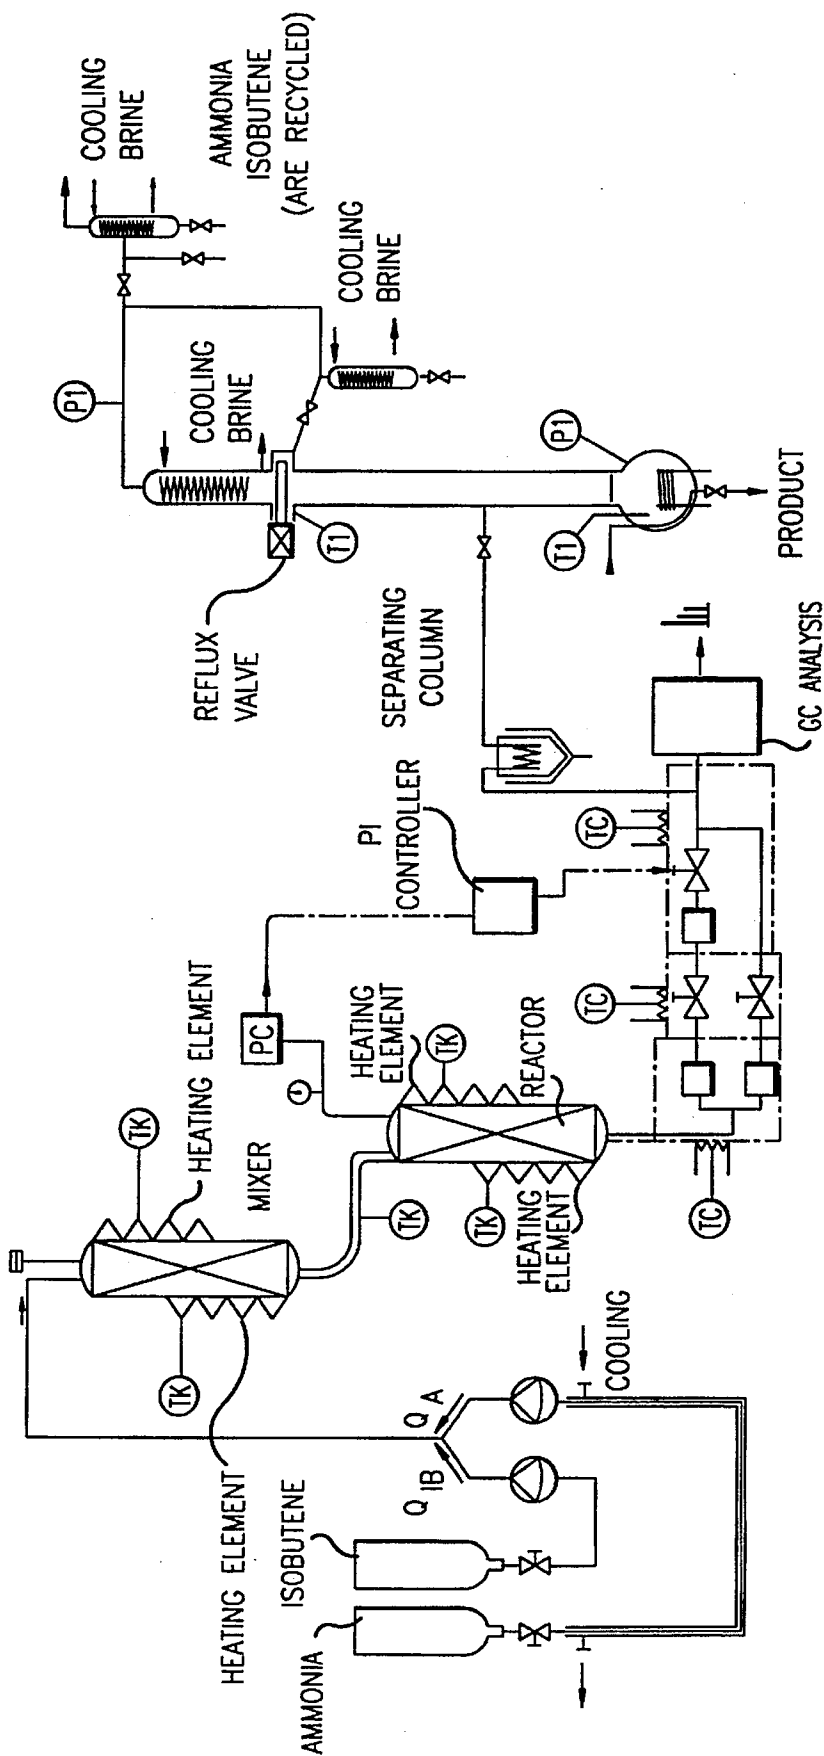 AMMONIA
ISOBUTENE
HEATING ELEMENT
Q IB
Q A
COOLING
TK
TK
HEATING ELEMENT
MIXER
TK
HEATING
ELEMENT
TK
TK
HEATING
ELEMENT
REACTOR
PC
PI
CONTROLLER
TC
TC
TC
GC ANALYSIS
SEPARATING
COLUMN
REFLUX
VALVE
T1
T1
P1
PRODUCT
P1
COOLING
BRINE
COOLING
BRINE
COOLING
BRINE
AMMONIA
ISOBUTENE
(ARE RECYCLED)